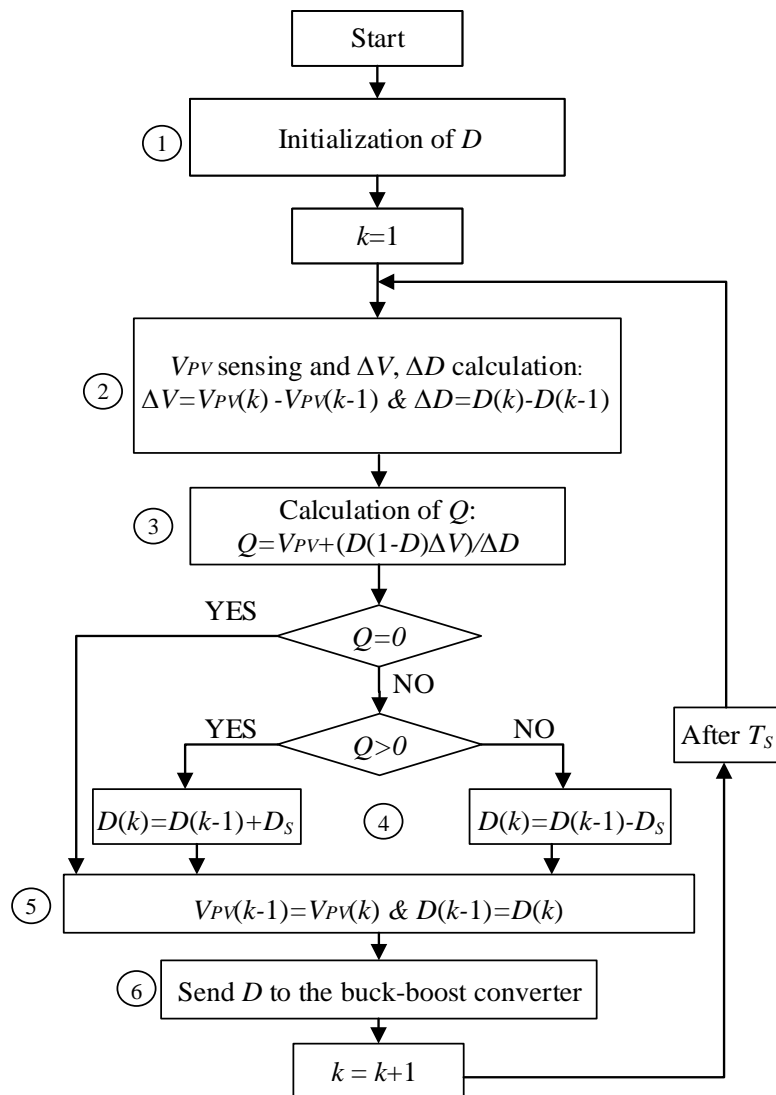 Start
1
Initialization of D
k=1
VPV sensing and ΔV, ΔD calculation:
2
ΔV=VPV(k) -VPV(k-1) & ΔD=D(k)-D(k-1)
Calculation of Q:
3
Q=VPV+(D(1-D)ΔV)/ΔD
YES
Q=0
NO
YES
Q>0
NO
After TS
D(k)=D(k-1)+DS
4
D(k)=D(k-1)-DS
5
VPV(k-1)=VPV(k) & D(k-1)=D(k)
6
Send D to the buck-boost converter
k = k+1